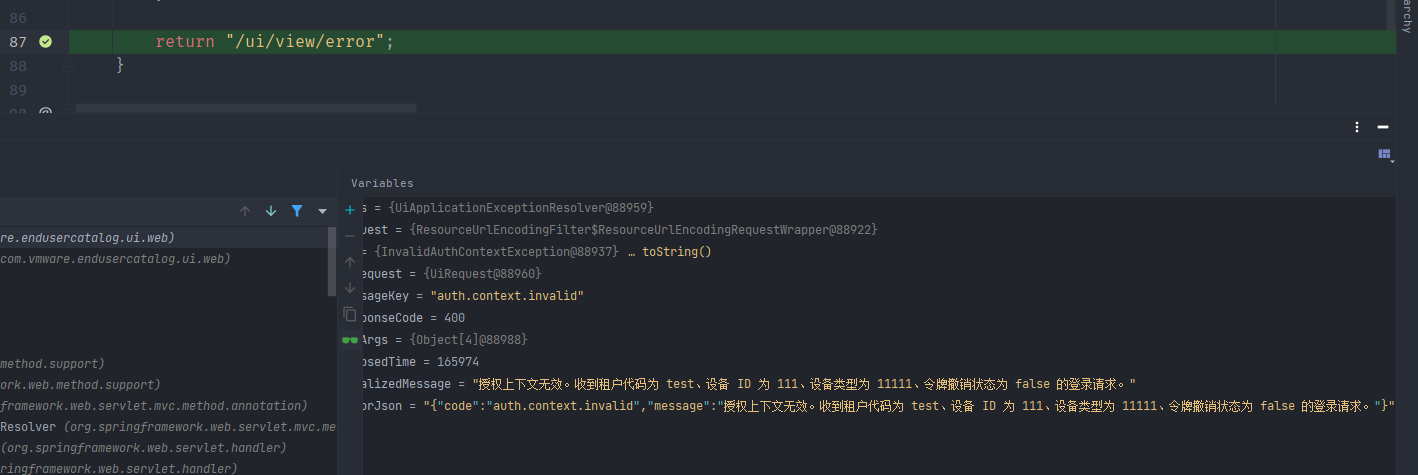 86
87 return "/ui/view/error";
88 }
89
90 @
archy
Variables
s = {UiApplicationExceptionResolver@88959}
re.endusercatalog.ui.web)
uest = {ResourceUrlEncodingFilter$ResourceUrlEncodingRequestWrapper@88922}
com.vmware.endusercatalog.ui.web)
= {InvalidAuthContextException@88937} … toString()
equest = {UiRequest@88960}
sageKey = "auth.context.invalid"
ponseCode = 400
Args = {Object[4]@88988}
method.support)
psedTime = 165974
ork.web.method.support)
alizedMessage = "授权上下文无效。收到租户代码为 test、设备 ID 为 111、设备类型为 11111、令牌撤销状态为 false 的登录请求。"
framework.web.servlet.mvc.method.annotation)
orJson = "{"code":"auth.context.invalid","message":"授权上下文无效。收到租户代码为 test、设备 ID 为 111、设备类型为 11111、令牌撤销状态为 false 的登录请求。"}"
Resolver (org.springframework.web.servlet.mvc.me
(org.springframework.web.servlet.handler)
ringframework.web.servlet.handler)